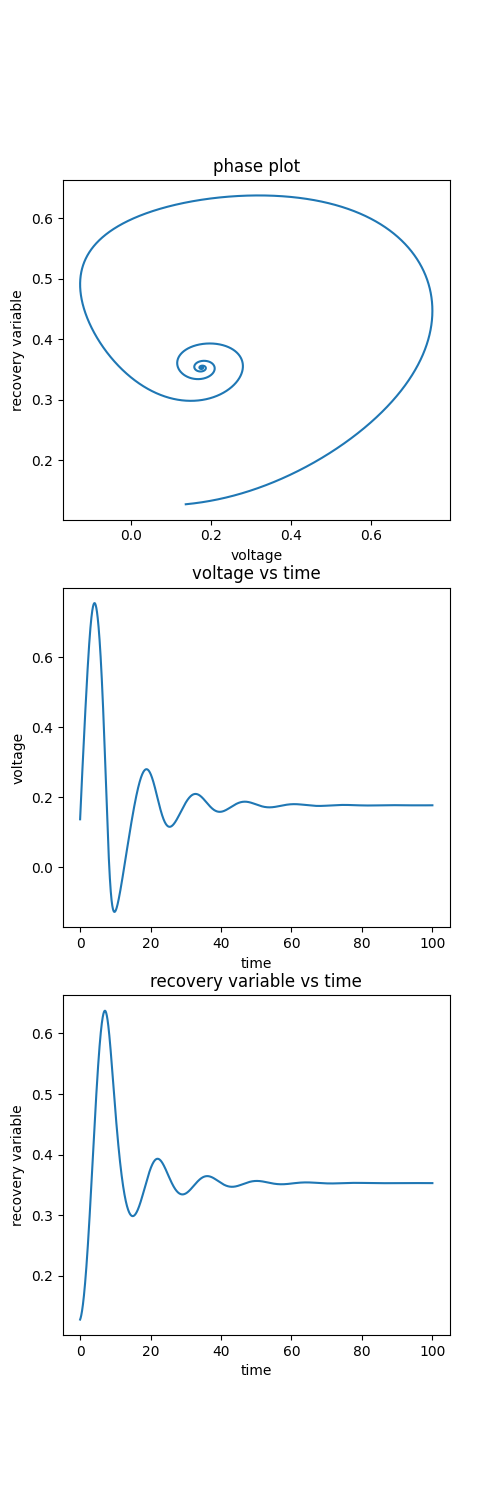 phase plot
0.6
0.5
0.4
0.3
0.2
recovery variable
0.0 0.2 0.4 0.6
voltage
voltage vs time
0.6
0.4
0.2
0.0
voltage
0 20 40 60 80 100
time
recovery variable vs time
0.6
0.5
0.4
0.3
0.2
recovery variable
0 20 40 60 80 100
time